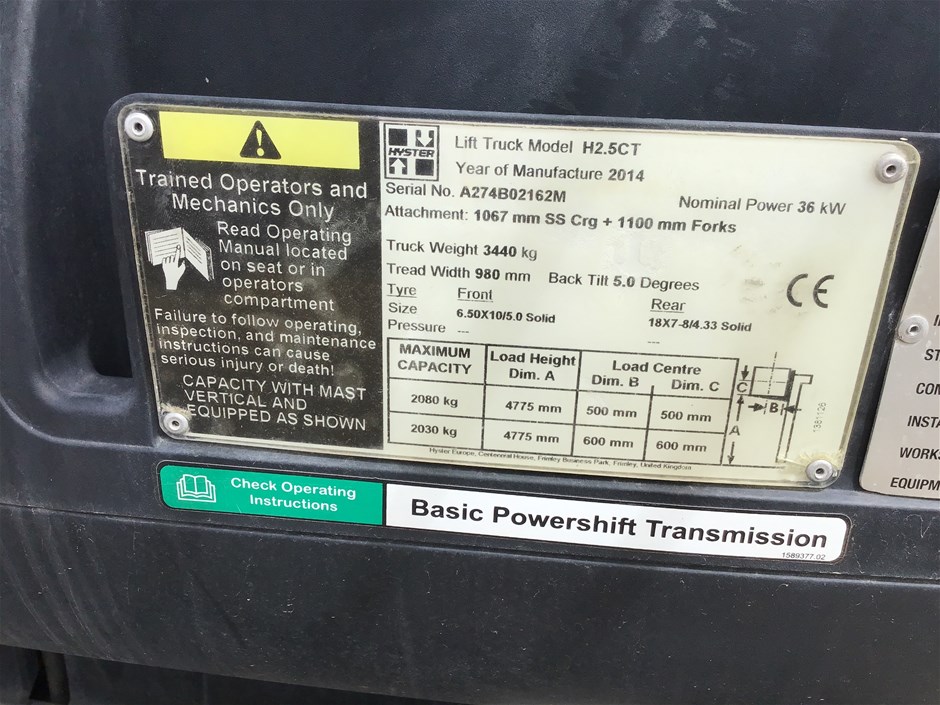 Trained Operators and
Mechanics Only
Read Operating
Manual located
on seat or in
operators
compartment
Failure to follow operating,
inspection, and maintenance
instructions can cause
serious injury or death!
CAPACITY WITH MAST
VERTICAL AND
EQUIPPED AS SHOWN
HYSTER
Lift Truck Model H2.5CT
Year of Manufacture 2014
Serial No. A274B02162M
Nominal Power 36 kW
Attachment: 1067 mm SS Crg + 1100 mm Forks
Truck Weight 3440 kg
Tread Width 980 mm Back Tilt 5.0 Degrees
Tyre Front Rear
Size 6.50X10/5.0 Solid 18X7-8/4.33 Solid
Pressure --- ---
CE
MAXIMUM CAPACITY Load Height Dim. A Load Centre Dim. B Dim. C
2080 kg 4775 mm 500 mm 500 mm
2030 kg 4775 mm 600 mm 600 mm
C
B
A
1381126
Hyster Europe, Centennial House, Frimley Business Park, Frimley, United Kingdom
Check Operating
Instructions
Basic Powershift Transmission
1589377 02
ST
COM
INSTA
WORKS
EQUIPM